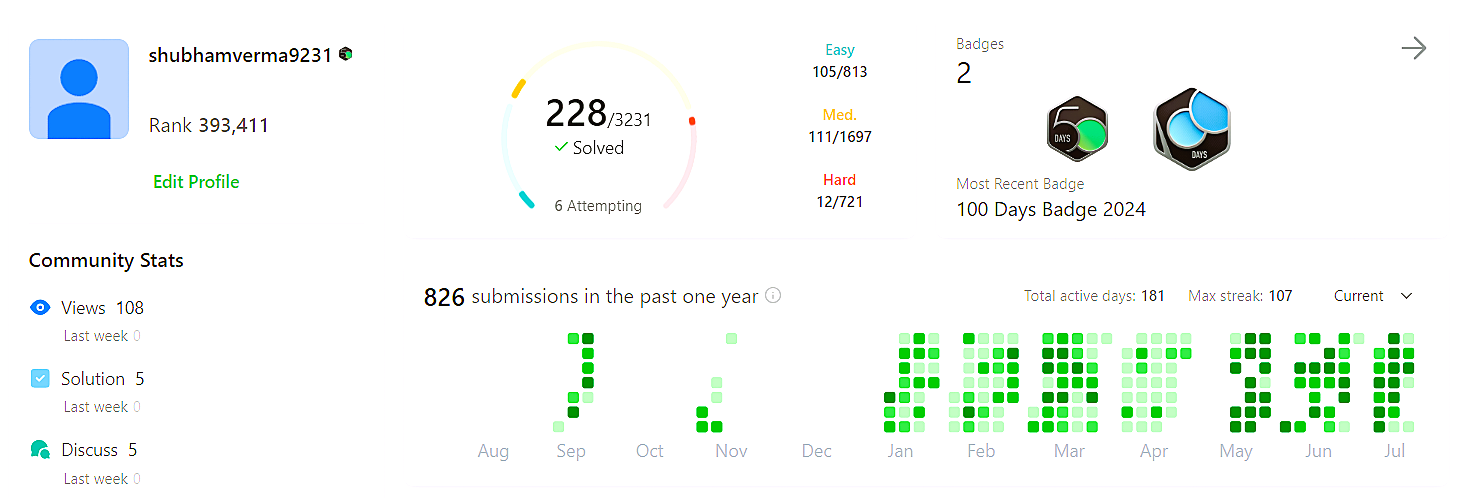 shubhamverma9231
Rank 393,411
Edit Profile
Community Stats
Views 108
Last week 0
Solution 5
Last week 0
Discuss 5
Last week 0
228/3231
Solved
6 Attempting
Easy
105/813
Med.
111/1697
Hard
12/721
Badges
2
50
DAYS
100
DAYS
Most Recent Badge
100 Days Badge 2024
826 submissions in the past one year
Total active days: 181 Max streak: 107 Current
Aug Sep Oct Nov Dec Jan Feb Mar Apr May Jun Jul